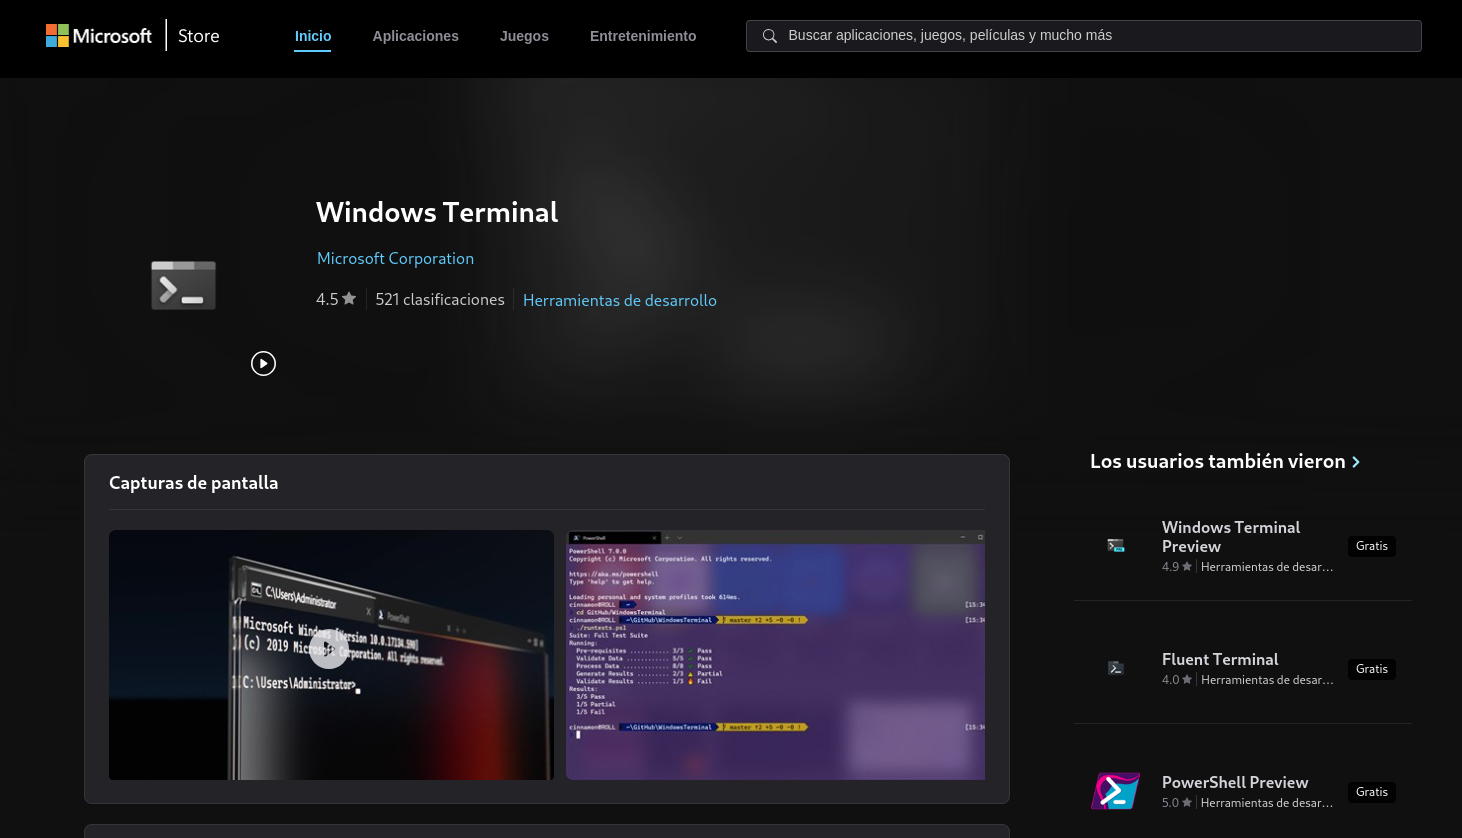 Microsoft Store
Inicio
Aplicaciones
Juegos
Entretenimiento
Buscar aplicaciones, juegos, películas y mucho más
Windows Terminal
Microsoft Corporation
4.5
521 clasificaciones
Herramientas de desarrollo
Capturas de pantalla
C:\Users\Administrator
PowerShell
Microsoft Windows [Version 10.0.17134.590]
(c) 2019 Microsoft Corporation. All rights reserved.
C:\Users\Administrator>
PowerShell
PowerShell 7.0.0
Copyright (c) Microsoft Corporation. All rights reserved.
https://aka.ms/powershell
Type 'help' to get help.
Loading personal and system profiles took 614ms.
cinnamon@ROLL ~ [15:34
cd GitHub/WindowsTerminal
cinnamon@ROLL ~\GitHub\WindowsTerminal master [15:34
./runtests.ps1
Suite: Full Test Suite
Running:
Pre-requisites ........... 3/3 Pass
Validate Data ............ 5/5 Pass
Process Data ............. 8/8 Pass
Generate Results ......... 2/3 Partial
Validate Results ......... 1/3 Fail
Results:
3/5 Pass
1/5 Partial
1/5 Fail
cinnamon@ROLL ~\GitHub\WindowsTerminal master [15:34
Los usuarios también vieron >
Windows Terminal
Preview
4.9 Herramientas de desar...
Gratis
Fluent Terminal
4.0 Herramientas de desar...
Gratis
PowerShell Preview
5.0 Herramientas de desar...
Gratis